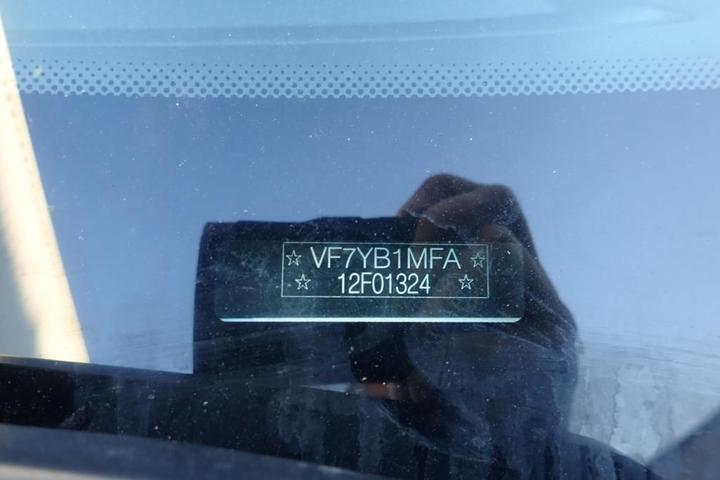 ☆ VF7YB1MFA ☆
☆ 12F01324 ☆